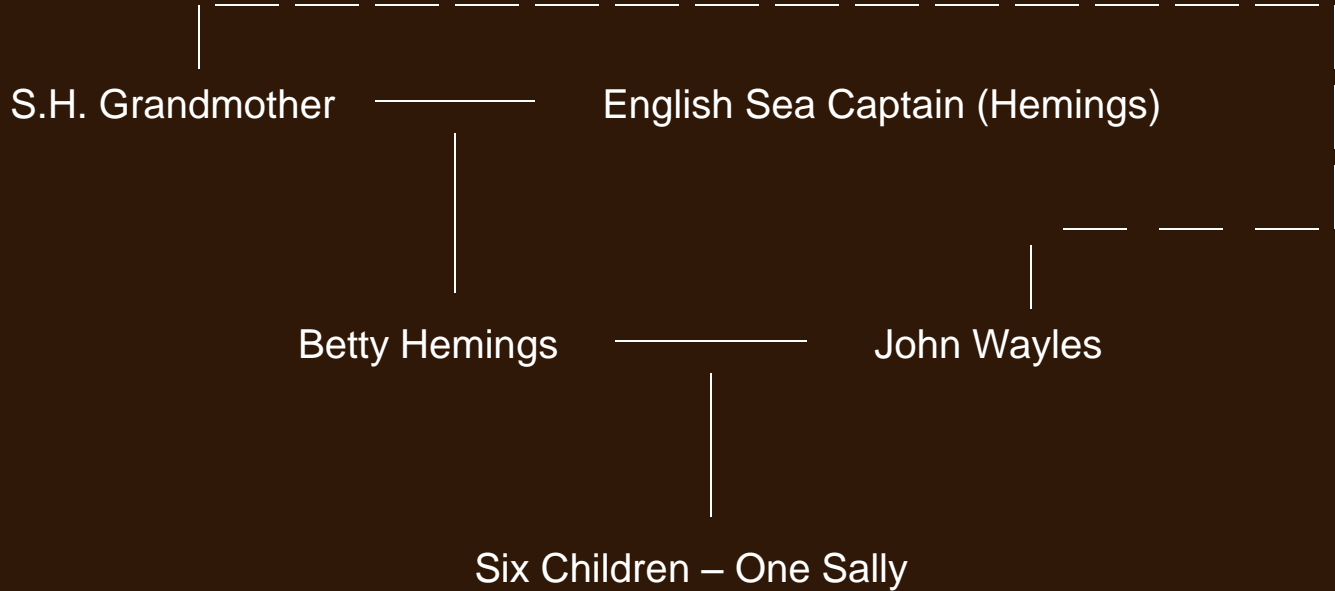 S.H. Grandmother
English Sea Captain (Hemings)
Betty Hemings
John Wayles
Six Children – One Sally